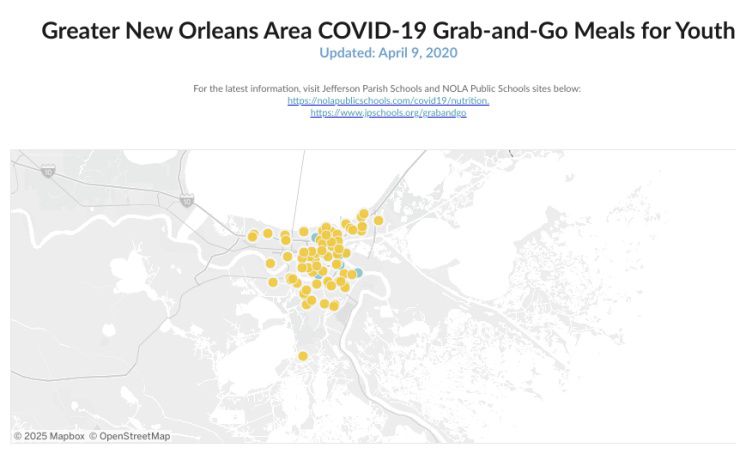 Greater New Orleans Area COVID-19 Grab-and-Go Meals for Youth
Updated: April 9, 2020
For the latest information, visit Jefferson Parish Schools and NOLA Public Schools sites below:
https://nolapublicschools.com/covid19/nutrition.
https://www.jpschools.org/grabandgo
10
10
© 2025 Mapbox © OpenStreetMap